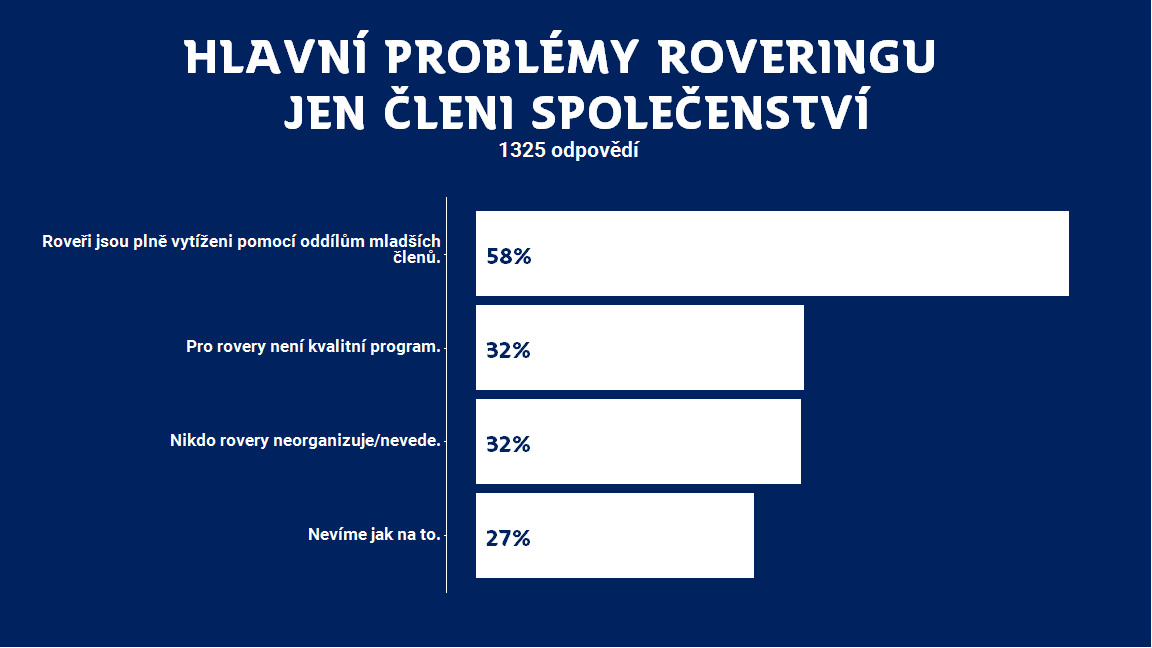 HLAVNÍ PROBLÉMY ROVERINGU
JEN ČLENI SPOLEČENSTVÍ
1325 odpovědí
Roveři jsou plně vytíženi pomocí oddílům mladších
členů.
58%
Pro rovery není kvalitní program.
32%
Nikdo rovery neorganizuje/nevede.
32%
Nevíme jak na to.
27%